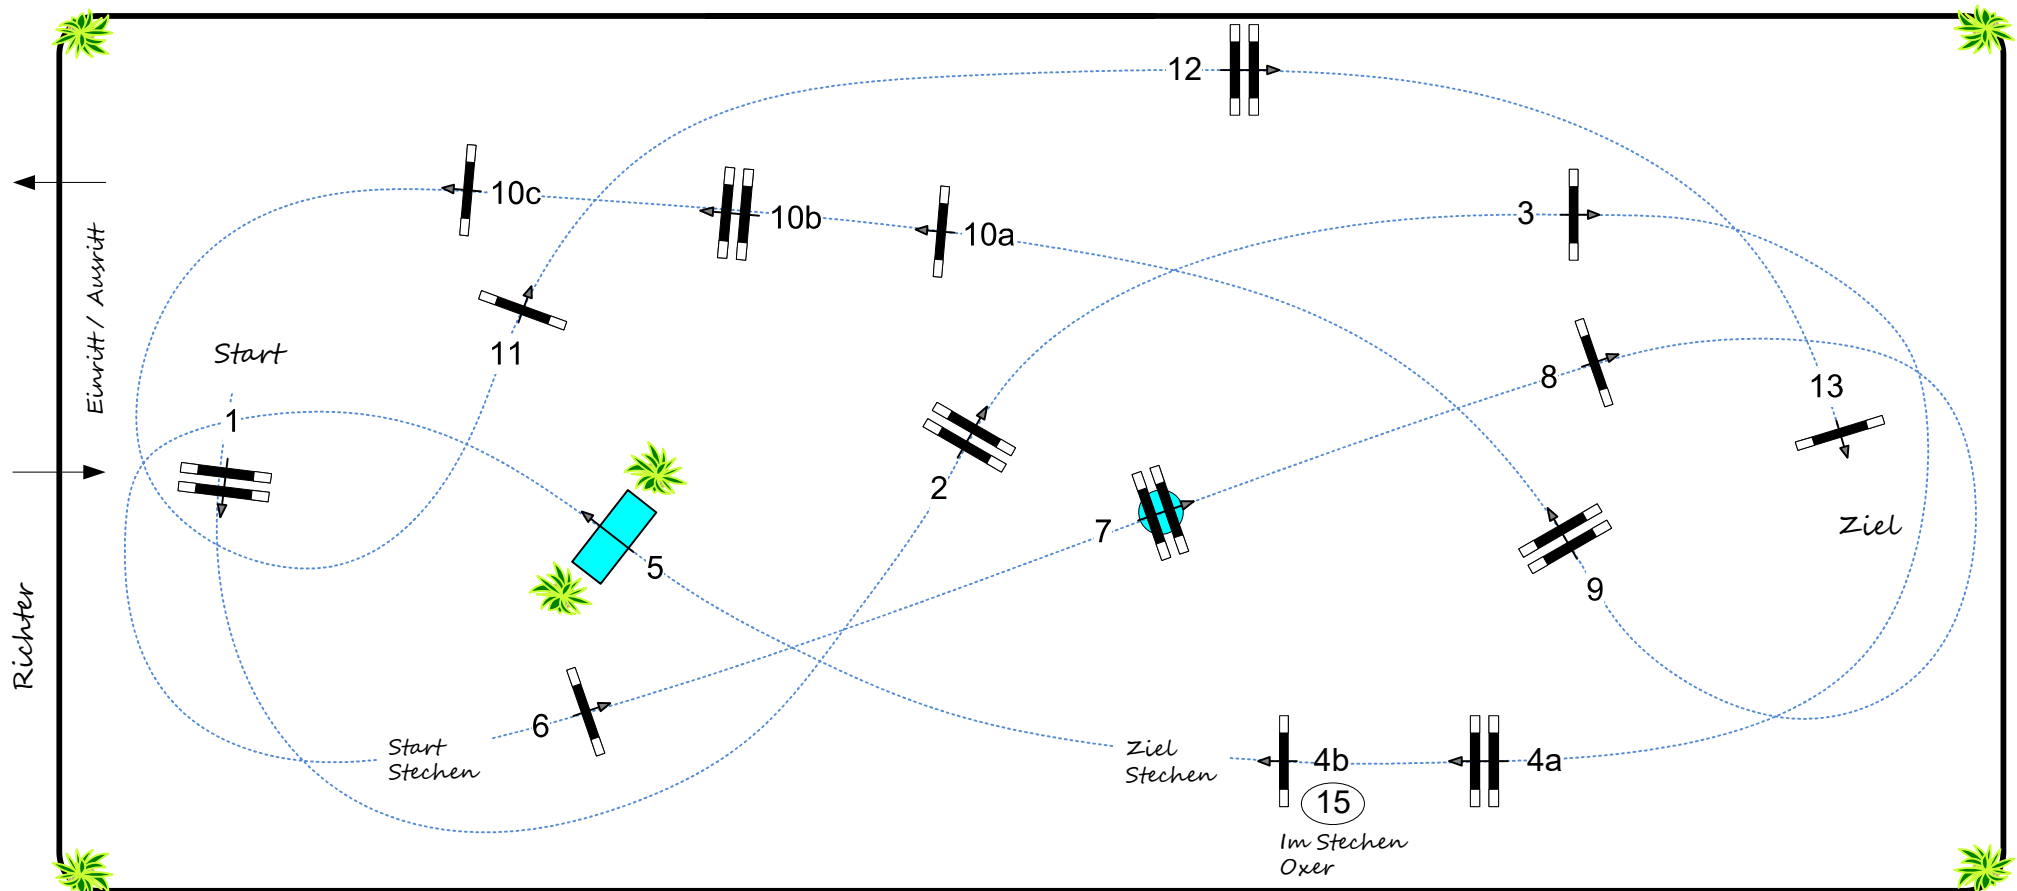 12
10c
10b
10a
3
Einritt / Ausritt
11
Start
1
8
13
2
7
Ziel
5
9
Richter
6
Start
Stechen
Ziel
Stechen
4b
4a
15
Im Stechen
Oxer